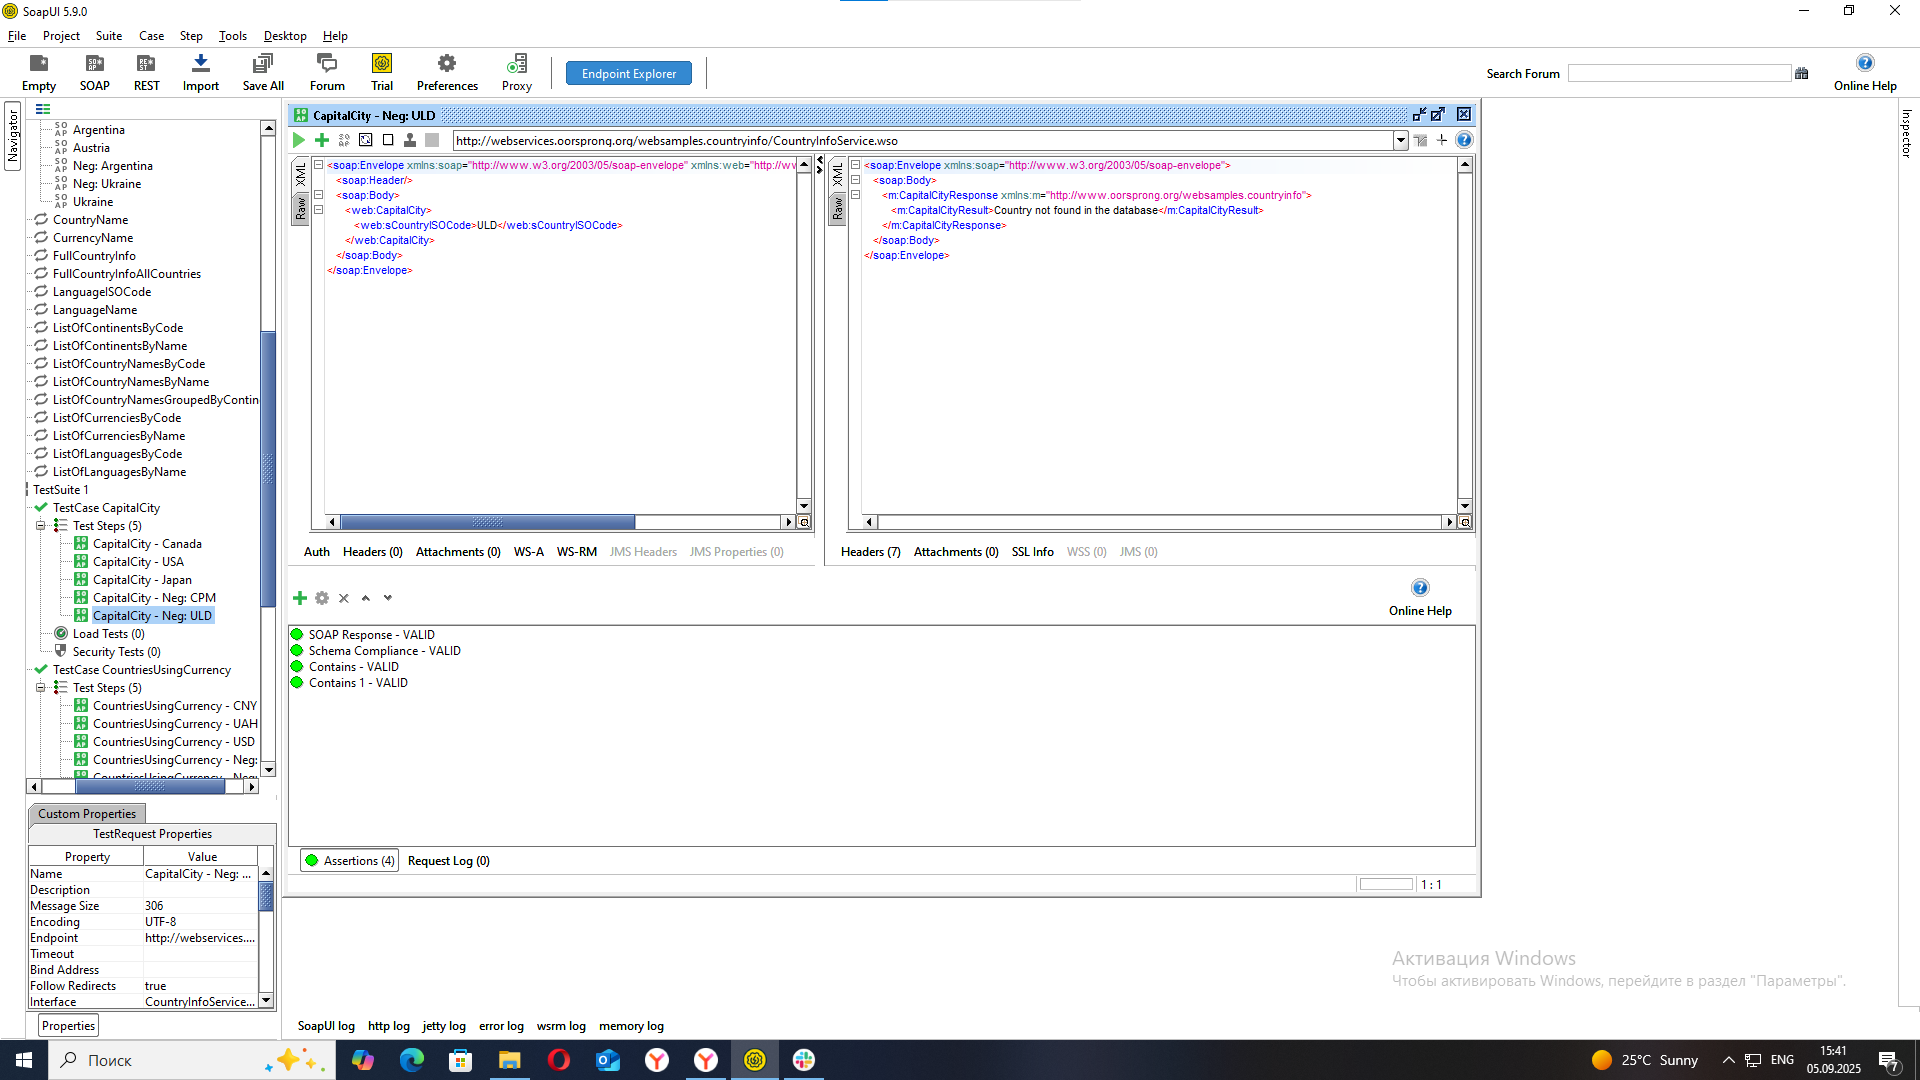 SoapUI 5.9.0
File Project Suite Case Step Tools Desktop Help
Empty SOAP REST Import Save All Forum Trial Preferences Proxy Endpoint Explorer Search Forum Online Help
Navigator
Argentina
Austria
Neg: Argentina
Neg: Ukraine
Ukraine
CountryName
CurrencyName
FullCountryInfo
FullCountryInfoAllCountries
LanguageISOCode
LanguageName
ListOfContinentsByCode
ListOfContinentsByName
ListOfCountryNamesByCode
ListOfCountryNamesByName
ListOfCountryNamesGroupedByContin
ListOfCurrenciesByCode
ListOfCurrenciesByName
ListOfLanguagesByCode
ListOfLanguagesByName
TestSuite 1
TestCase CapitalCity
Test Steps (5)
CapitalCity - Canada
CapitalCity - USA
CapitalCity - Japan
CapitalCity - Neg: CPM
CapitalCity - Neg: ULD
Load Tests (0)
Security Tests (0)
TestCase CountriesUsingCurrency
Test Steps (5)
CountriesUsingCurrency - CNY
CountriesUsingCurrency - UAH
CountriesUsingCurrency - USD
CountriesUsingCurrency - Neg:
CountriesUsingCurrency - Neg:
Custom Properties
TestRequest Properties
Property Value
Name CapitalCity - Neg: ...
Description
Message Size 306
Encoding UTF-8
Endpoint http://webservices....
Timeout
Bind Address
Follow Redirects true
Interface CountryInfoService...
Properties
CapitalCity - Neg: ULD
http://webservices.oorsprong.org/websamples.countryinfo/CountryInfoService.wso
XML
Raw
<soap:Envelope xmlns:soap="http://www.w3.org/2003/05/soap-envelope" xmlns:web="http://ww
<soap:Header/>
<soap:Body>
<web:CapitalCity>
<web:sCountryISOCode>ULD</web:sCountryISOCode>
</web:CapitalCity>
</soap:Body>
</soap:Envelope>
Auth Headers (0) Attachments (0) WS-A WS-RM JMS Headers JMS Properties (0)
XML
Raw
<soap:Envelope xmlns:soap="http://www.w3.org/2003/05/soap-envelope">
<soap:Body>
<m:CapitalCityResponse xmlns:m="http://www.oorsprong.org/websamples.countryinfo">
<m:CapitalCityResult>Country not found in the database</m:CapitalCityResult>
</m:CapitalCityResponse>
</soap:Body>
</soap:Envelope>
Headers (7) Attachments (0) SSL Info WSS (0) JMS (0)
Online Help
SOAP Response - VALID
Schema Compliance - VALID
Contains - VALID
Contains 1 - VALID
Assertions (4) Request Log (0)
1 : 1
Inspector
Активация Windows
Чтобы активировать Windows, перейдите в раздел "Параметры".
SoapUI log http log jetty log error log wsrm log memory log
Поиск
25°C Sunny
ENG
15:41
05.09.2025
7